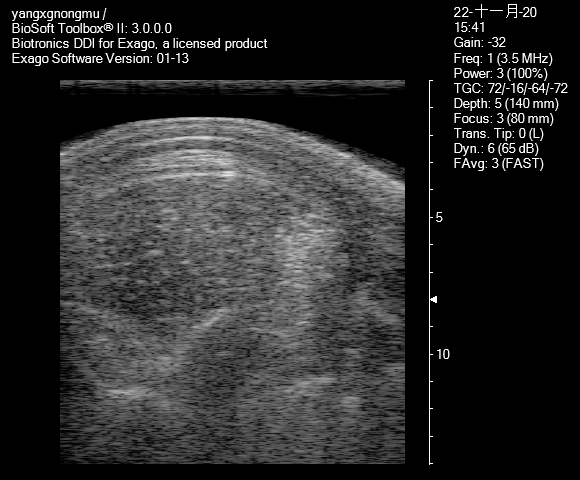 yangxgnongmu /
BioSoft Toolbox® II: 3.0.0.0
Biotronics DDI for Exago, a licensed product
Exago Software Version: 01-13
22-十一月-20
15:41
Gain: -32
Freq: 1 (3.5 MHz)
Power: 3 (100%)
TGC: 72/-16/-64/-72
Depth: 5 (140 mm)
Focus: 3 (80 mm)
Trans. Tip: 0 (L)
Dyn.: 6 (65 dB)
FAvg: 3 (FAST)
5
10